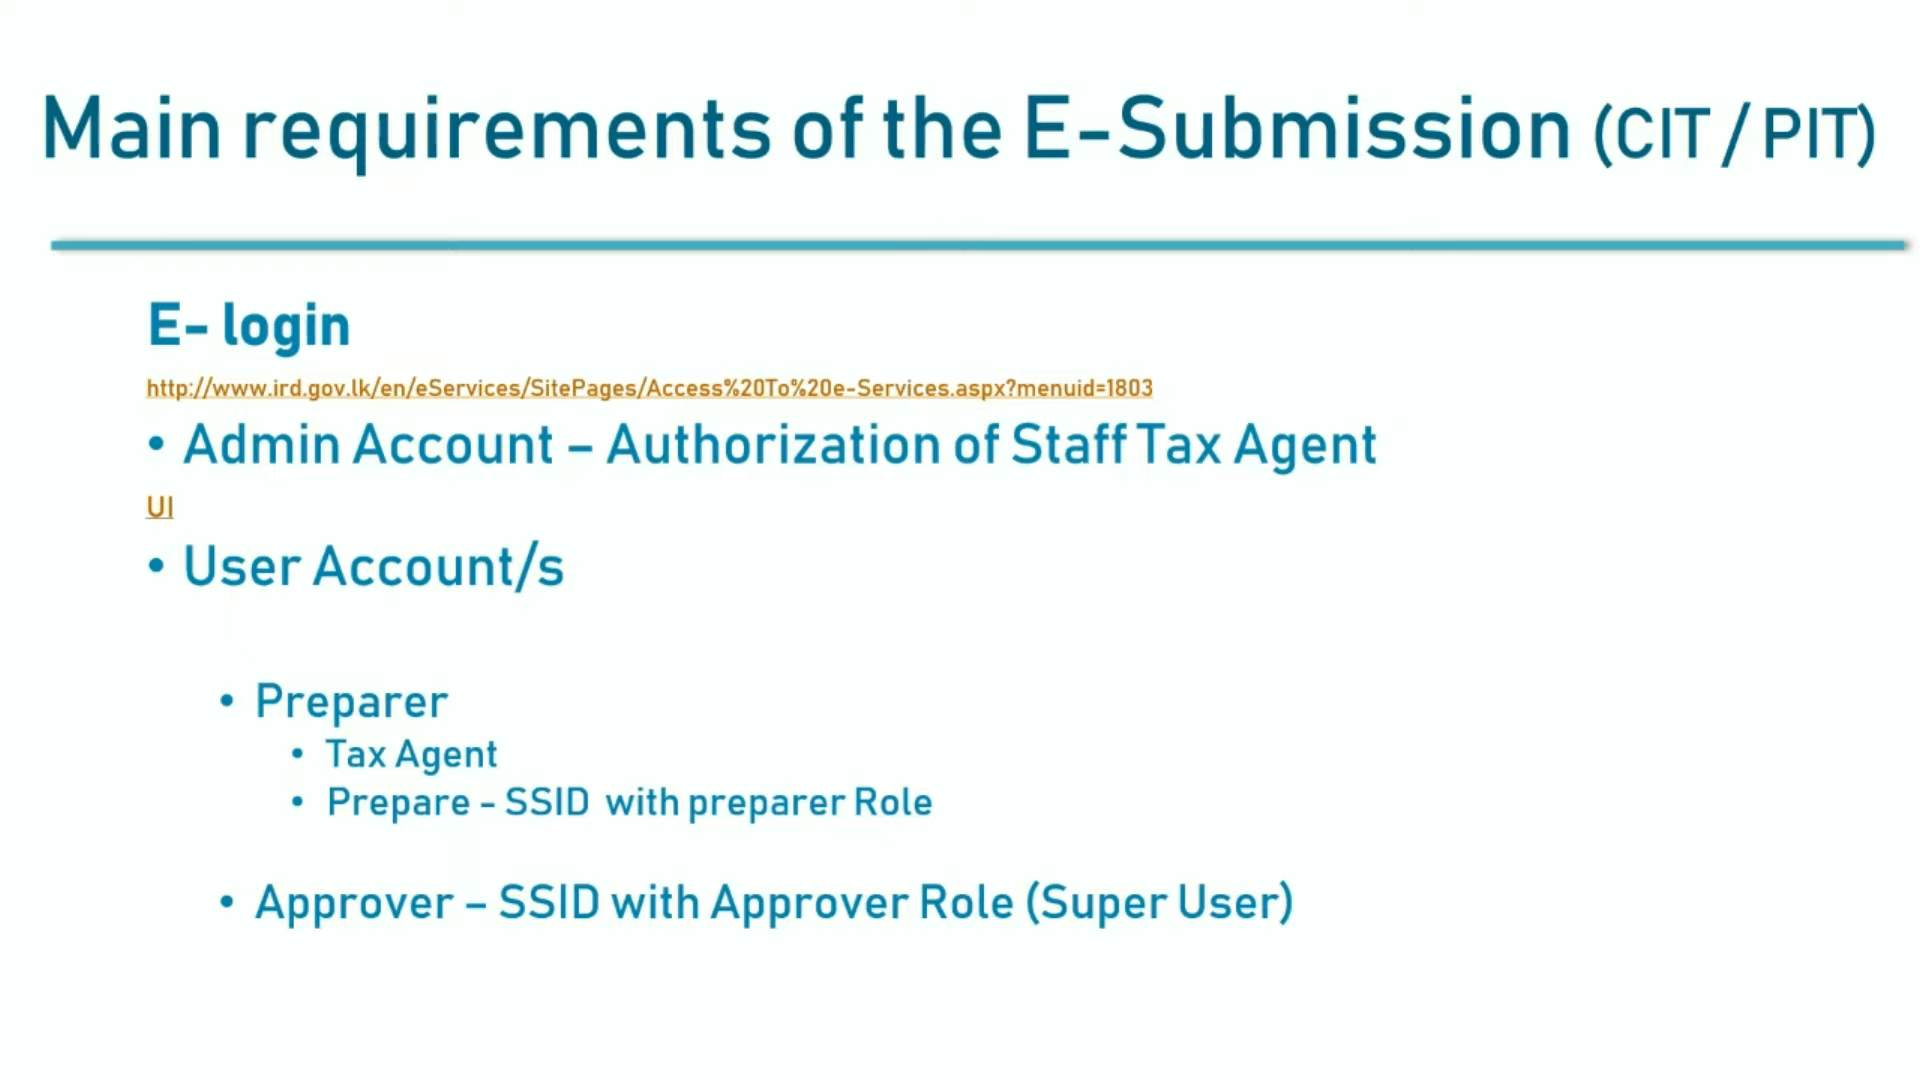 Main requirements of the E-Submission (CIT / PIT)
E- login
http://www.ird.gov.lk/en/eServices/SitePages/Access%20To%20e-Services.aspx?menuid=1803
• Admin Account – Authorization of Staff Tax Agent
UI
• User Account/s
• Preparer
• Tax Agent
• Prepare - SSID with preparer Role
• Approver – SSID with Approver Role (Super User)